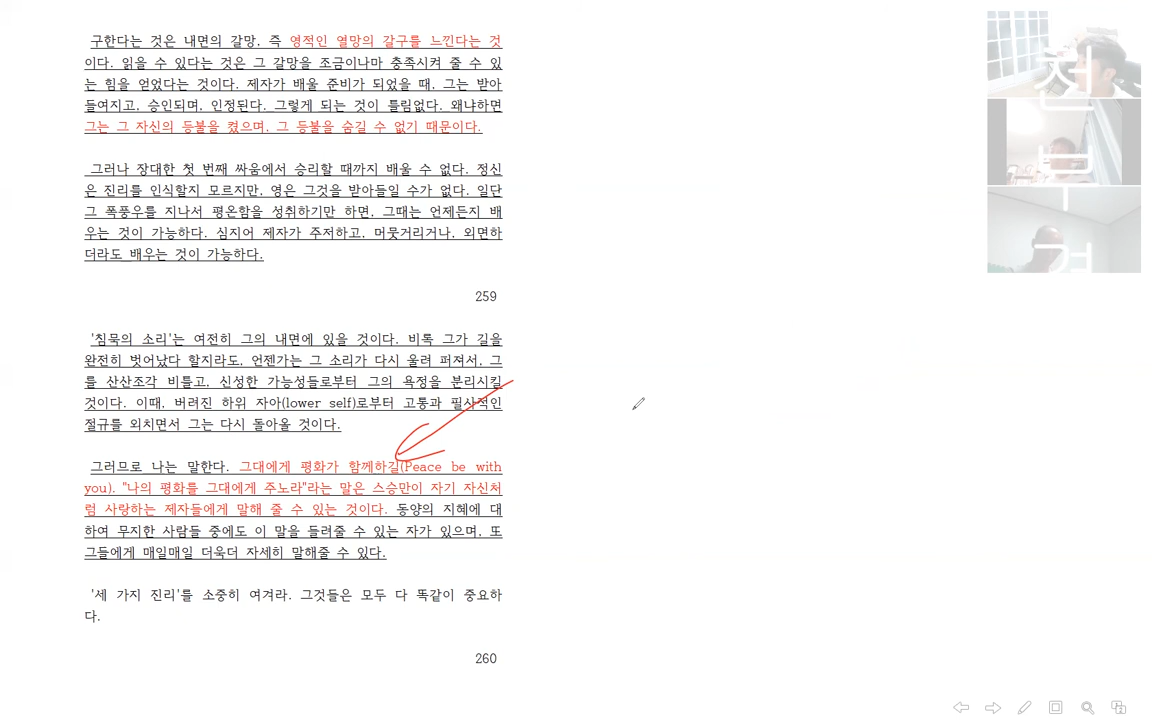 구한다는 것은 내면의 갈망, 즉 영적인 열망의 갈구를 느낀다는 것
이다. 읽을 수 있다는 것은 그 갈망을 조금이나마 충족시켜 줄 수 있
는 힘을 얻었다는 것이다. 제자가 배울 준비가 되었을 때, 그는 받아
들여지고, 승인되며, 인정된다. 그렇게 되는 것이 틀림없다. 왜냐하면
그는 그 자신의 등불을 켰으며, 그 등불을 숨길 수 없기 때문이다.
그러나 장대한 첫 번째 싸움에서 승리할 때까지 배울 수 없다. 정신
은 진리를 인식할지 모르지만, 영은 그것을 받아들일 수가 없다. 일단
그 폭풍우를 지나서 평온함을 성취하기만 하면, 그때는 언제든지 배
우는 것이 가능하다. 심지어 제자가 주저하고, 머뭇거리거나, 외면하
더라도 배우는 것이 가능하다.
259
'침묵의 소리'는 여전히 그의 내면에 있을 것이다. 비록 그가 길을
완전히 벗어났다 할지라도, 언젠가는 그 소리가 다시 울려 퍼져서, 그
를 산산조각 비틀고, 신성한 가능성들로부터 그의 욕정을 분리시킬
것이다. 이때, 버려진 하위 자아(lower self)로부터 고통과 필사적인
절규를 외치면서 그는 다시 돌아올 것이다.
그러므로 나는 말한다. 그대에게 평화가 함께하길(Peace be with
you). "나의 평화를 그대에게 주노라"라는 말은 스승만이 자기 자신처
럼 사랑하는 제자들에게 말해 줄 수 있는 것이다. 동양의 지혜에 대
하여 무지한 사람들 중에도 이 말을 들려줄 수 있는 자가 있으며, 또
그들에게 매일매일 더욱더 자세히 말해줄 수 있다.
'세 가지 진리'를 소중히 여겨라. 그것들은 모두 다 똑같이 중요하
다.
260